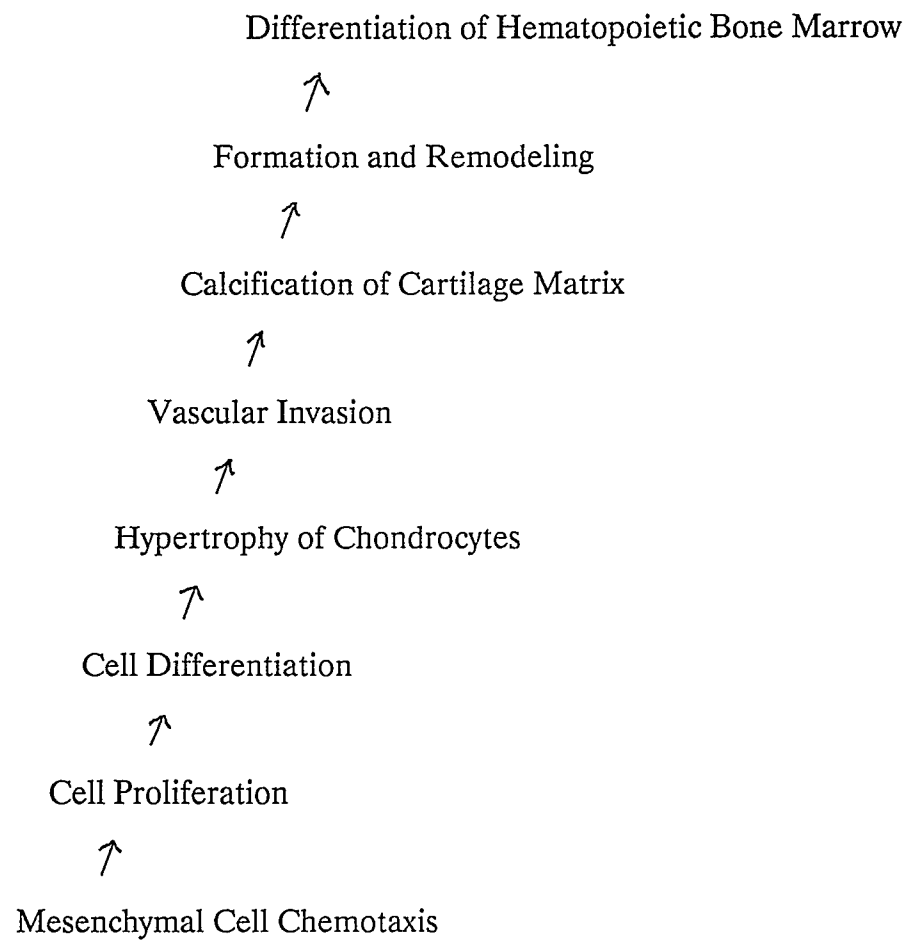 Differentiation of Hematopoietic Bone Marrow
Formation and Remodeling
Calcification of Cartilage Matrix
Vascular Invasion
Hypertrophy of Chondrocytes
Cell Differentiation
Cell Proliferation
Mesenchymal Cell Chemotaxis